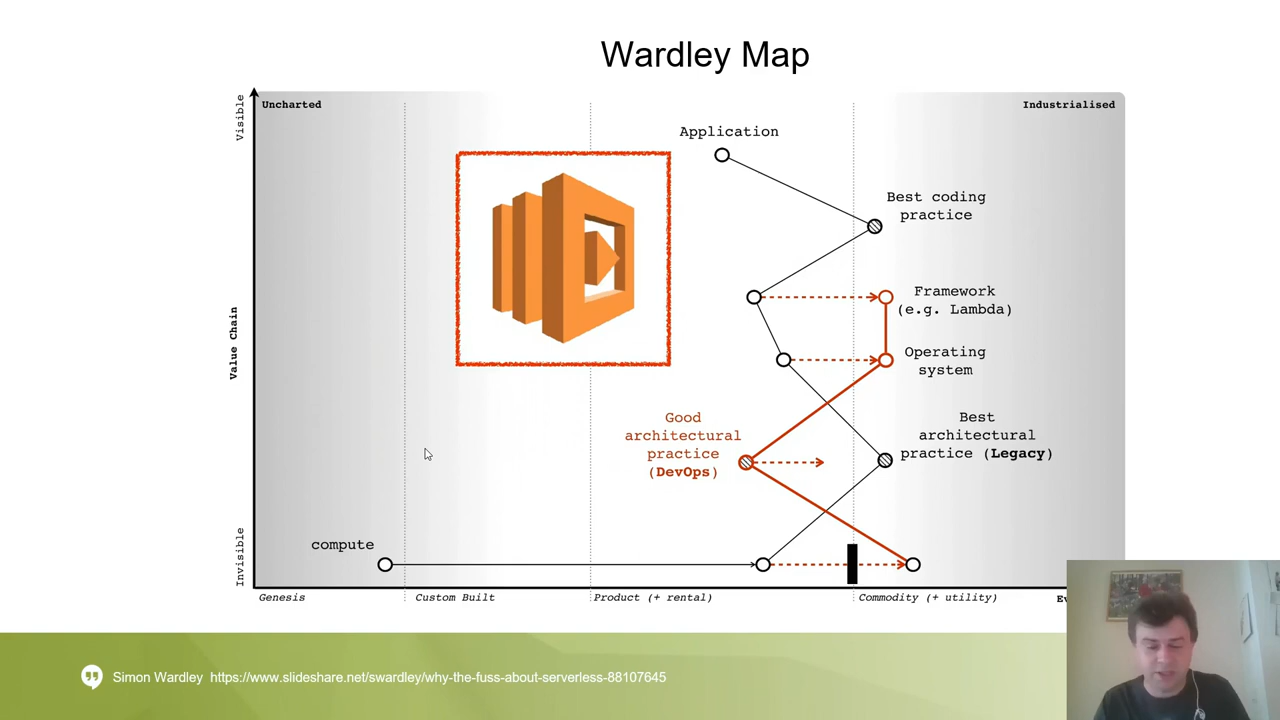 Wardley Map
Visible
Uncharted
Industrialised
Application
Best coding
practice
Framework
(e.g. Lambda)
Operating
system
Value Chain
Good
architectural
practice
(DevOps)
Best
architectural
practice (Legacy)
Invisible
compute
Genesis
Custom Built
Product (+ rental)
Commodity (+ utility)
Simon Wardley https://www.slideshare.net/swardley/why-the-fuss-about-serverless-88107645